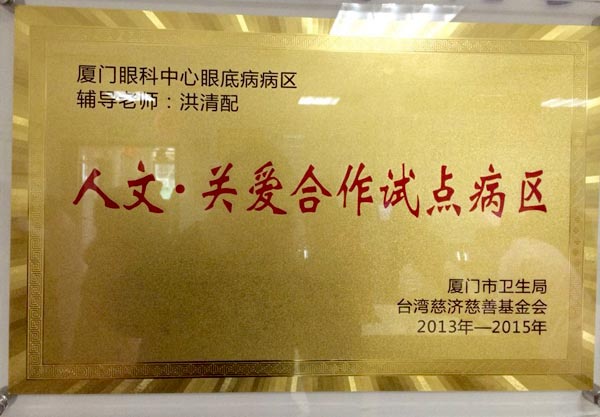 厦门眼科中心眼底病病区
辅导老师：洪清配
人文·关爱合作试点病区
厦门市卫生局
台湾慈济慈善基金会
2013年—2015年